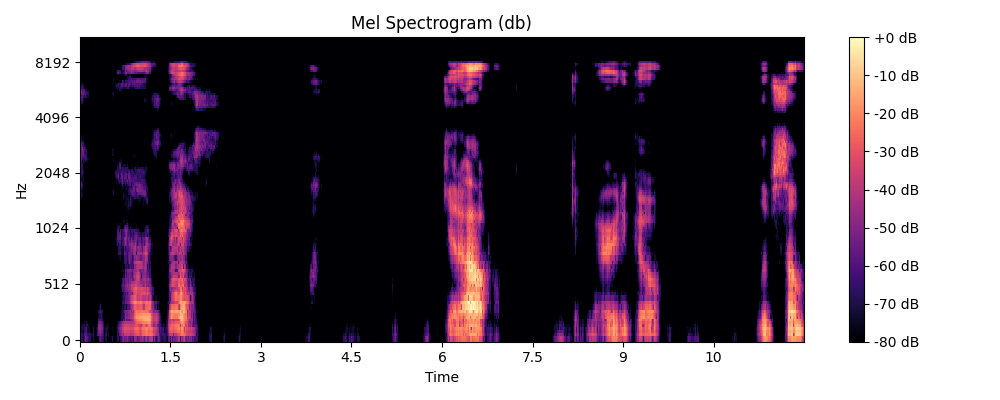 Mel Spectrogram (db)
+0 dB
8192
-10 dB
4096
-20 dB
-30 dB
2048
Hz
-40 dB
1024
-50 dB
-60 dB
512
-70 dB
0
-80 dB
0 1.5 3 4.5 6 7.5 9 10
Time